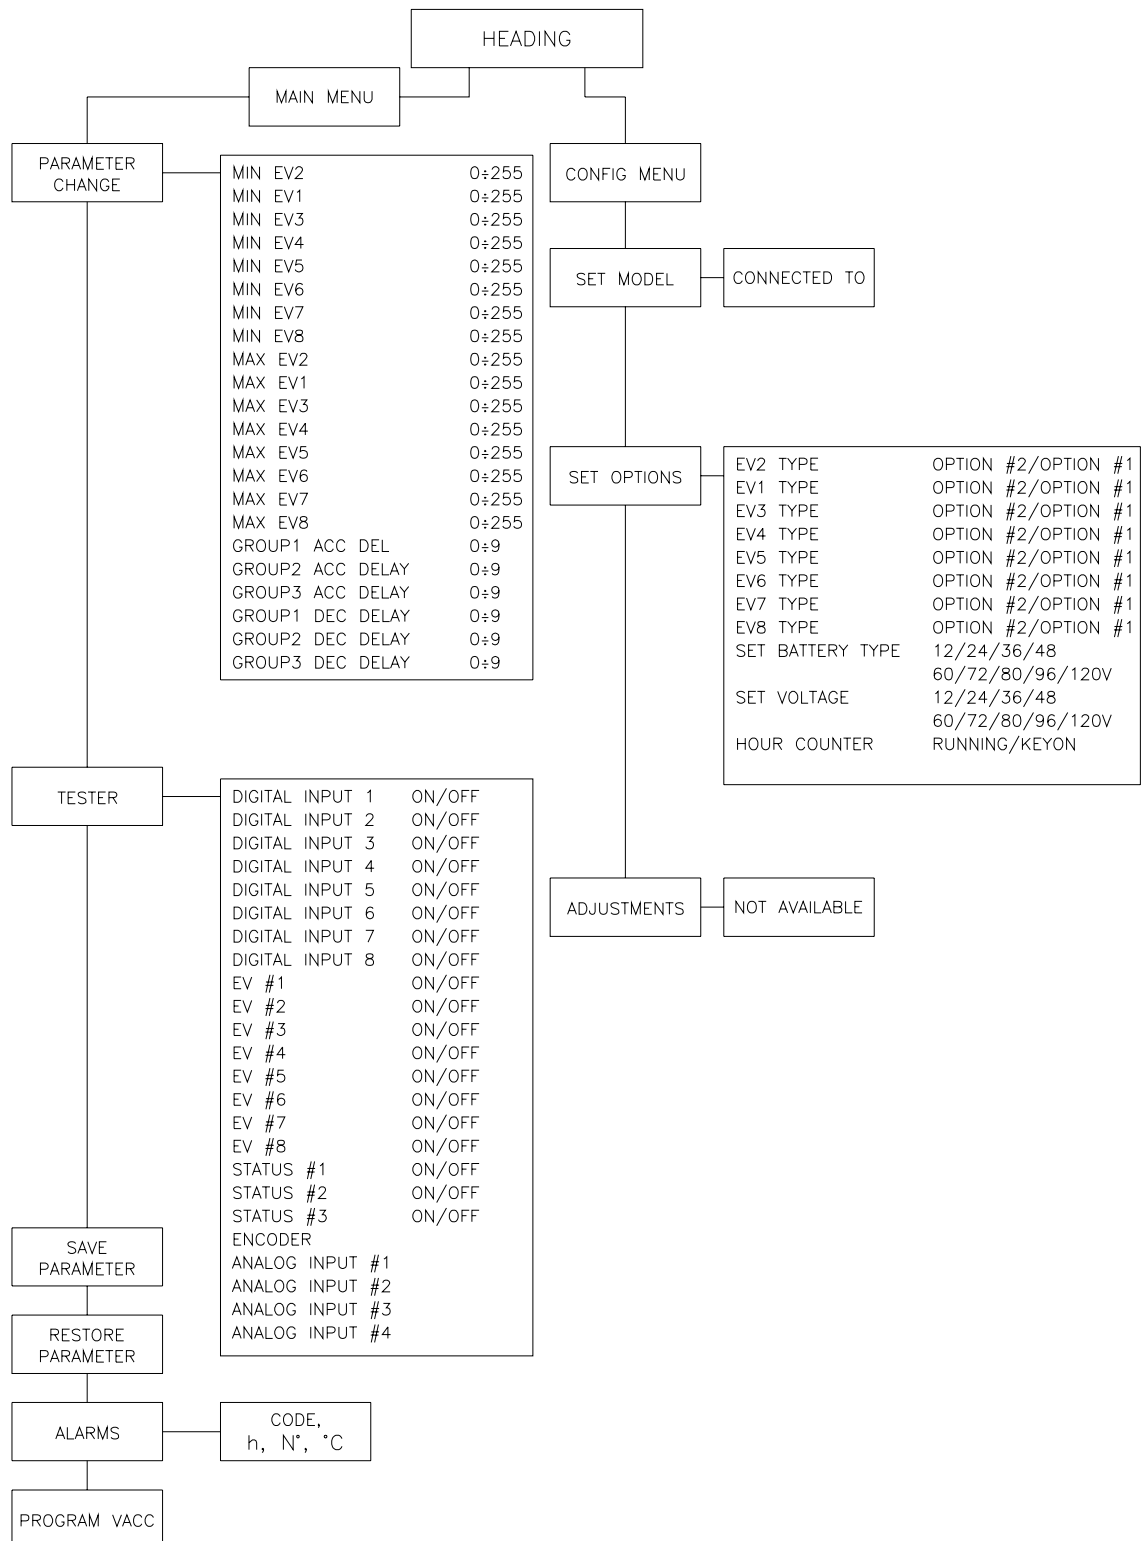 HEADING
MAIN MENU
PARAMETER
CHANGE
MIN EV2 0÷255
MIN EV1 0÷255
MIN EV3 0÷255
MIN EV4 0÷255
MIN EV5 0÷255
MIN EV6 0÷255
MIN EV7 0÷255
MIN EV8 0÷255
MAX EV2 0÷255
MAX EV1 0÷255
MAX EV3 0÷255
MAX EV4 0÷255
MAX EV5 0÷255
MAX EV6 0÷255
MAX EV7 0÷255
MAX EV8 0÷255
GROUP1 ACC DEL 0÷9
GROUP2 ACC DELAY 0÷9
GROUP3 ACC DELAY 0÷9
GROUP1 DEC DELAY 0÷9
GROUP2 DEC DELAY 0÷9
GROUP3 DEC DELAY 0÷9
TESTER
DIGITAL INPUT 1 ON/OFF
DIGITAL INPUT 2 ON/OFF
DIGITAL INPUT 3 ON/OFF
DIGITAL INPUT 4 ON/OFF
DIGITAL INPUT 5 ON/OFF
DIGITAL INPUT 6 ON/OFF
DIGITAL INPUT 7 ON/OFF
DIGITAL INPUT 8 ON/OFF
EV #1 ON/OFF
EV #2 ON/OFF
EV #3 ON/OFF
EV #4 ON/OFF
EV #5 ON/OFF
EV #6 ON/OFF
EV #7 ON/OFF
EV #8 ON/OFF
STATUS #1 ON/OFF
STATUS #2 ON/OFF
STATUS #3 ON/OFF
ENCODER
ANALOG INPUT #1
ANALOG INPUT #2
ANALOG INPUT #3
ANALOG INPUT #4
SAVE
PARAMETER
RESTORE
PARAMETER
ALARMS
CODE,
h, N°, °C
PROGRAM VACC
CONFIG MENU
SET MODEL
CONNECTED TO
SET OPTIONS
EV2 TYPE OPTION #2/OPTION #1
EV1 TYPE OPTION #2/OPTION #1
EV3 TYPE OPTION #2/OPTION #1
EV4 TYPE OPTION #2/OPTION #1
EV5 TYPE OPTION #2/OPTION #1
EV6 TYPE OPTION #2/OPTION #1
EV7 TYPE OPTION #2/OPTION #1
EV8 TYPE OPTION #2/OPTION #1
SET BATTERY TYPE 12/24/36/48
60/72/80/96/120V
SET VOLTAGE 12/24/36/48
60/72/80/96/120V
HOUR COUNTER RUNNING/KEYON
ADJUSTMENTS
NOT AVAILABLE